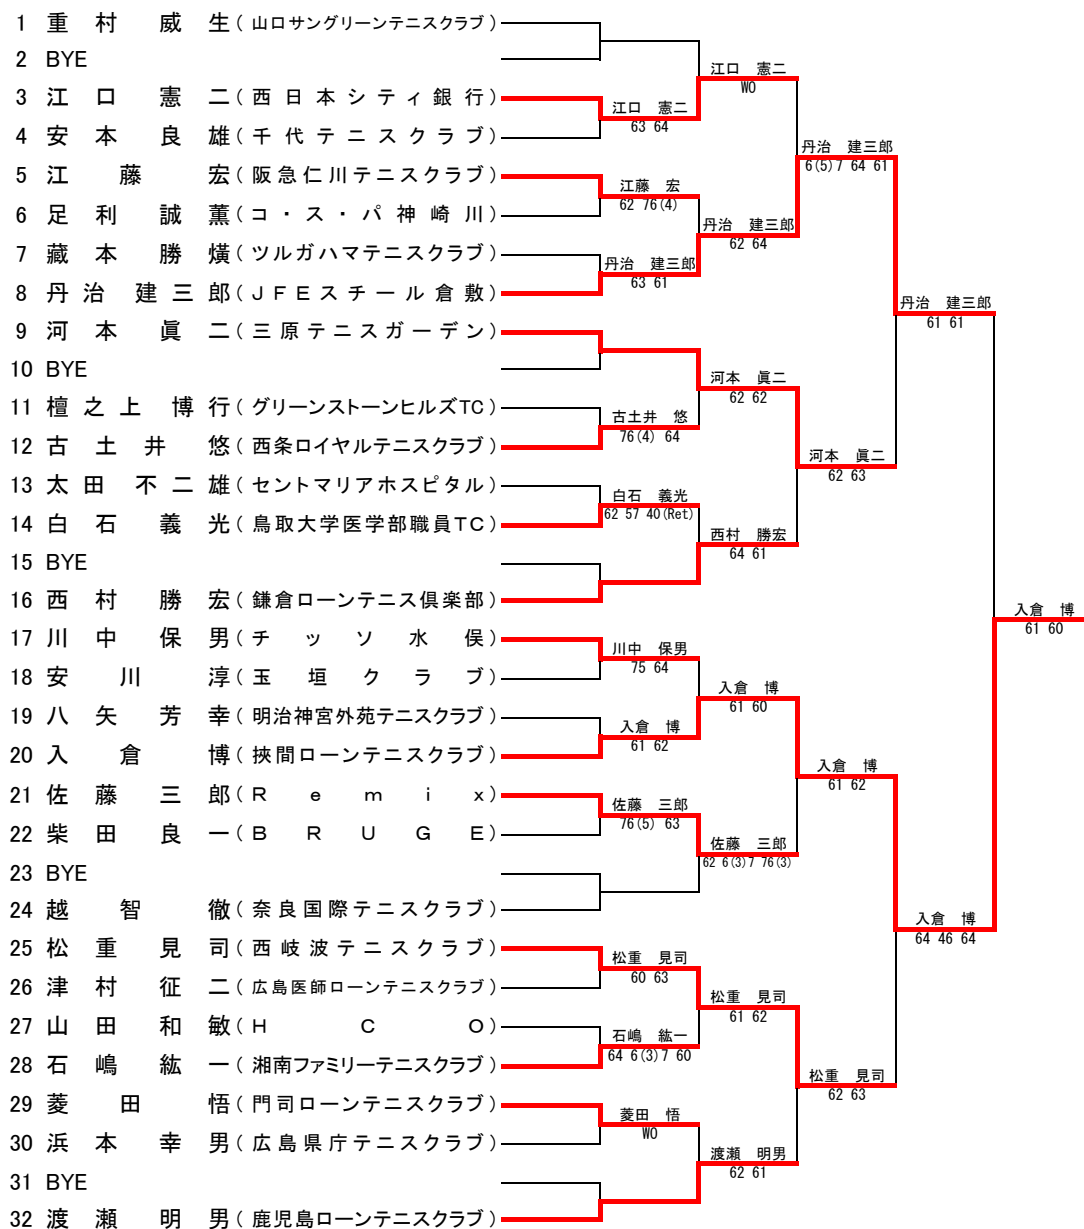 1 重村 威生(山口サングリーンテニスクラブ)
2 BYE
江口 憲二
WO
3 江口 憲二(西日本シティ銀行)
江口 憲二
63 64
4 安本 良雄(千代テニスクラブ)
丹治 建三郎
6(5)7 64 61
5 江藤 宏(阪急仁川テニスクラブ)
江藤 宏
62 76(4)
6 足利 誠薫(コ・ス・パ神崎川)
丹治 建三郎
62 64
7 藏本 勝爀(ツルガハマテニスクラブ)
丹治 建三郎
63 61
8 丹治 建三郎(JFEスチール倉敷)
丹治 建三郎
61 61
9 河本 眞二(三原テニスガーデン)
10 BYE
河本 眞二
62 62
11 檀之上 博行(グリーンストーンヒルズTC)
古土井 悠
76(4) 64
12 古土井 悠(西条ロイヤルテニスクラブ)
河本 眞二
62 63
13 太田 不二雄(セントマリアホスピタル)
白石 義光
62 57 40(Ret)
14 白石 義光(鳥取大学医学部職員TC)
西村 勝宏
64 61
15 BYE
16 西村 勝宏(鎌倉ローンテニス倶楽部)
入倉 博
61 60
17 川中 保男(チッソ水俣)
川中 保男
75 64
18 安川 淳(玉垣クラブ)
入倉 博
61 60
19 八矢 芳幸(明治神宮外苑テニスクラブ)
入倉 博
61 62
20 入倉 博(挾間ローンテニスクラブ)
入倉 博
61 62
21 佐藤 三郎(Remix)
佐藤 三郎
76(5) 63
22 柴田 良一(BRUGE)
佐藤 三郎
62 6(3)7 76(3)
23 BYE
24 越智 徹(奈良国際テニスクラブ)
入倉 博
64 46 64
25 松重 見司(西岐波テニスクラブ)
松重 見司
60 63
26 津村 征二(広島医師ローンテニスクラブ)
松重 見司
61 62
27 山田 和敏(HCO)
石嶋 紘一
64 6(3)7 60
28 石嶋 紘一(湘南ファミリーテニスクラブ)
松重 見司
62 63
29 菱田 悟(門司ローンテニスクラブ)
菱田 悟
WO
30 浜本 幸男(広島県庁テニスクラブ)
渡瀬 明男
62 61
31 BYE
32 渡瀬 明男(鹿児島ローンテニスクラブ)